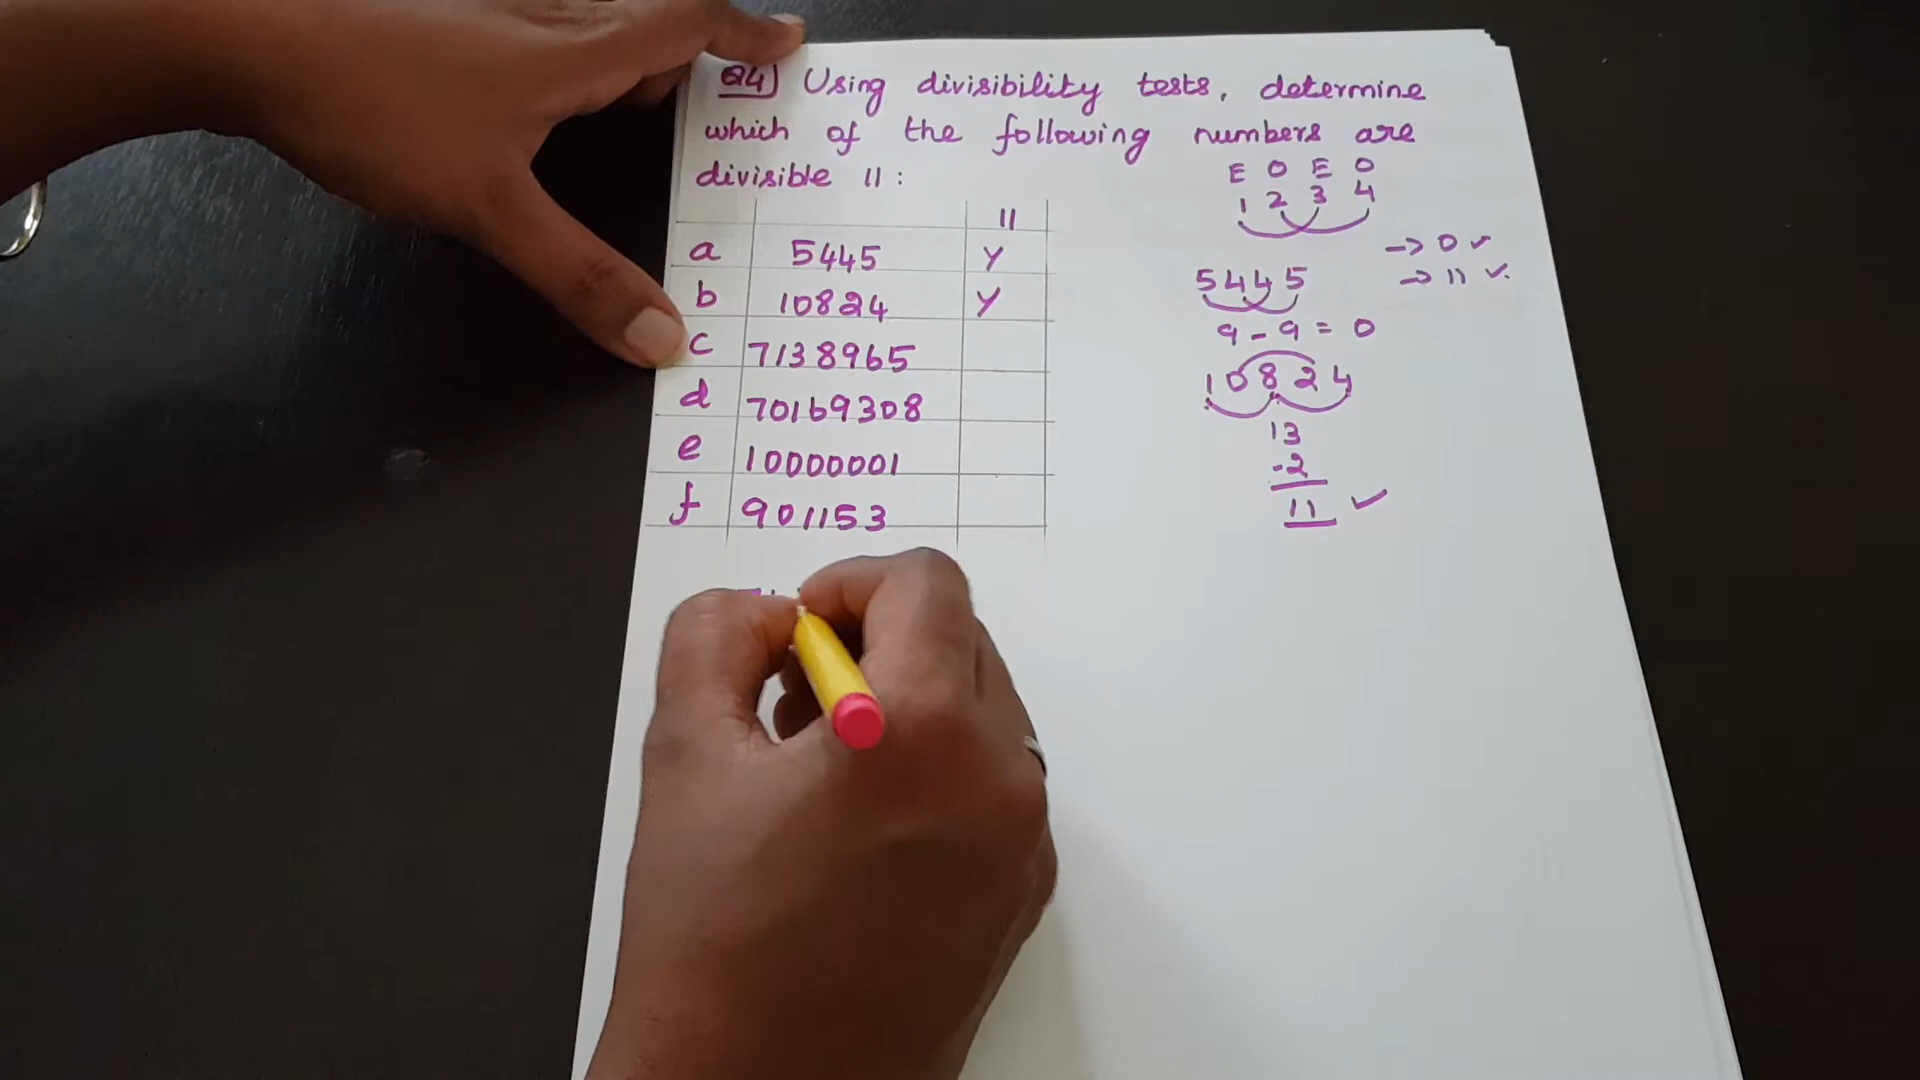 Q4) Using divisibility tests, determine
which of the following numbers are
divisible 11 :
E O E O
1 2 3 4
11
a 5445 Y
b 10824 Y
c 7138965
d 70169308
e 10000001
f 901153
→ 0 ✓
→ 11 ✓
5445
9 - 9 = 0
10824
13
-2
11 ✓